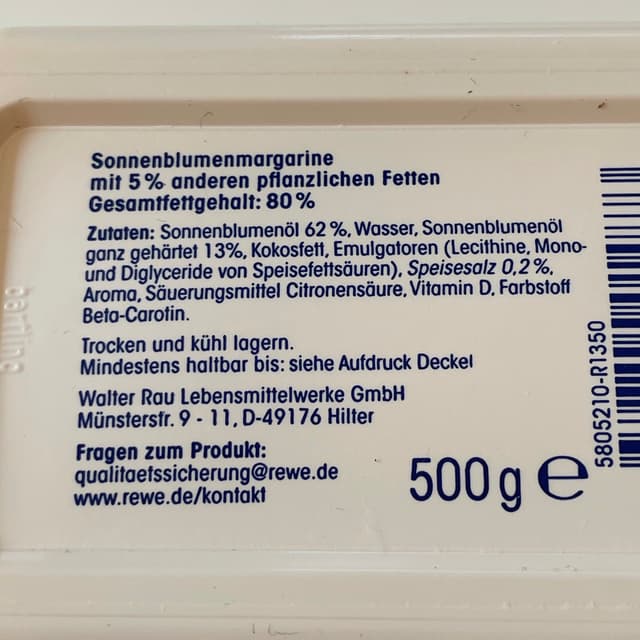 Sonnenblumenmargarine
mit 5% anderen pflanzlichen Fetten
Gesamtfettgehalt: 80%
Zutaten: Sonnenblumenöl 62%, Wasser, Sonnenblumenöl
ganz gehärtet 13%, Kokosfett, Emulgatoren (Lecithine, Mono-
und Diglyceride von Speisefettsäuren), Speisesalz 0,2%,
Aroma, Säuerungsmittel Citronensäure, Vitamin D, Farbstoff
Beta-Carotin.
Trocken und kühl lagern.
Mindestens haltbar bis: siehe Aufdruck Deckel
Walter Rau Lebensmittelwerke GmbH
Münsterstr. 9 - 11, D-49176 Hilter
Fragen zum Produkt:
qualitaetssicherung@rewe.de
www.rewe.de/kontakt
500g e
5805210-R1350